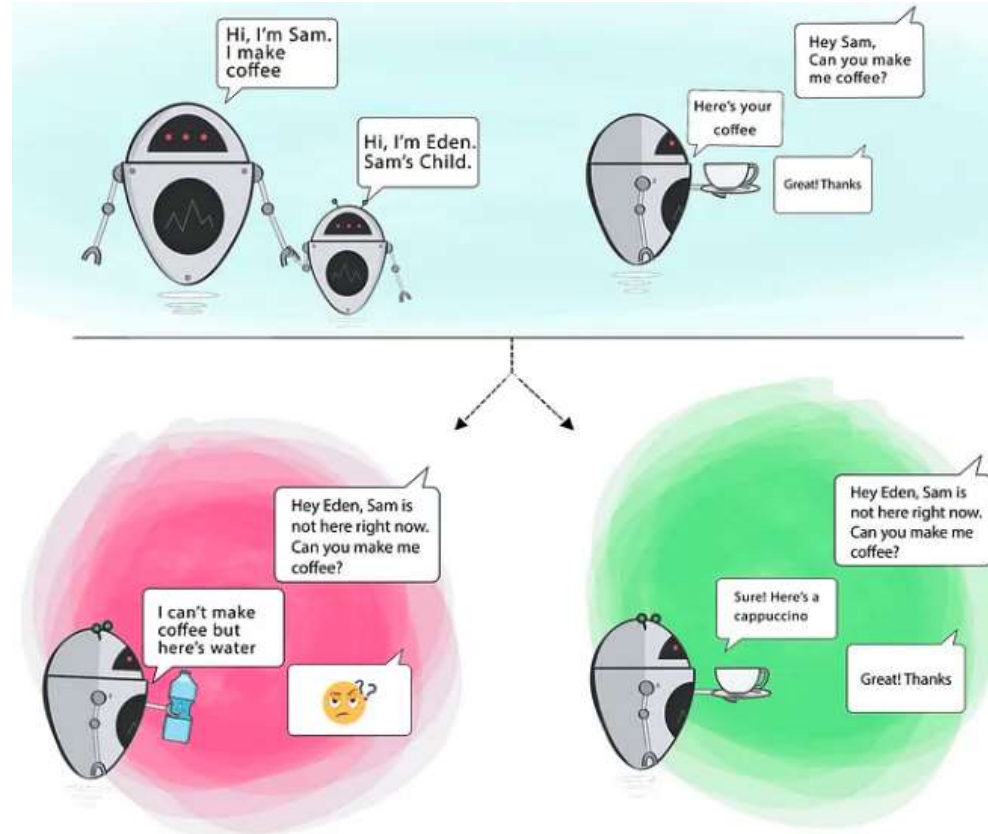 Hi, I'm Sam.
I make
coffee
Hi, I'm Eden.
Sam's Child.
Hey Sam,
Can you make
me coffee?
Here's your
coffee
Great! Thanks
Hey Eden, Sam is
not here right now.
Can you make me
coffee?
I can't make
coffee but
here's water
??
Hey Eden, Sam is
not here right now.
Can you make me
coffee?
Sure! Here's a
cappuccino
Great! Thanks